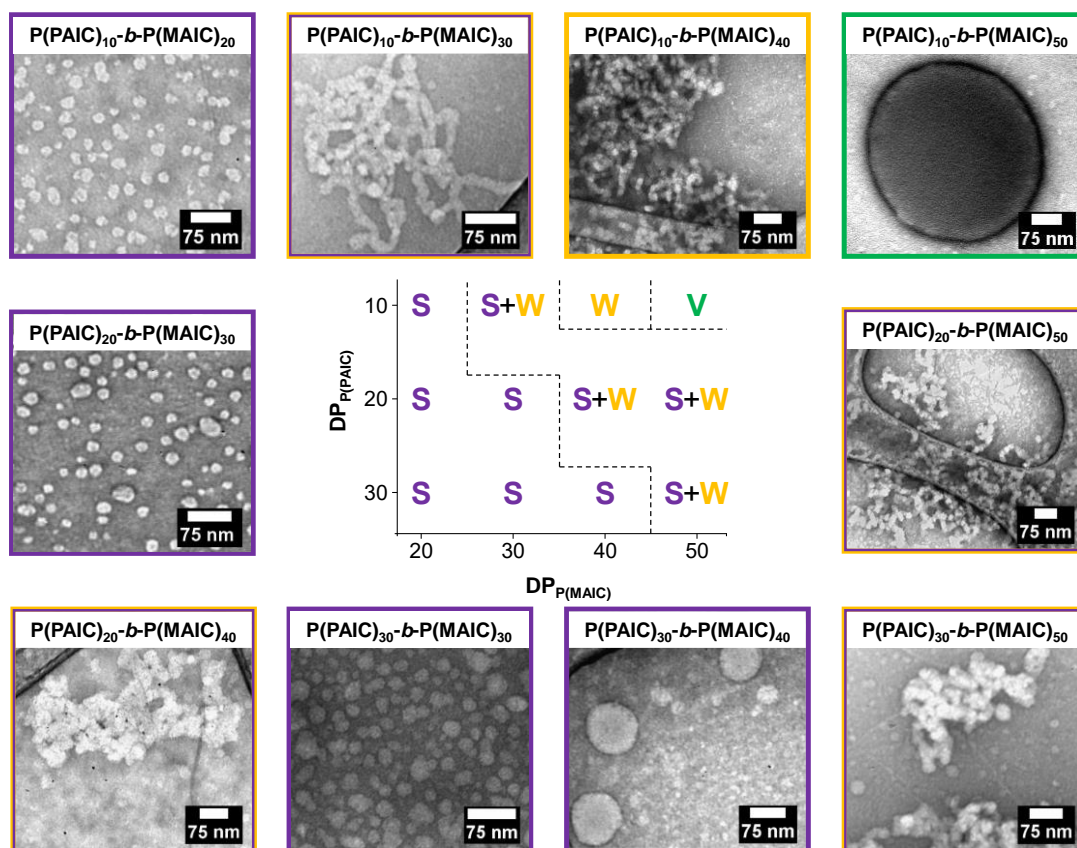 P(PAIC)₁₀-b-P(MAIC)₂₀
P(PAIC)₁₀-b-P(MAIC)₃₀
P(PAIC)₁₀-b-P(MAIC)₄₀
P(PAIC)₁₀-b-P(MAIC)₅₀
75 nm
75 nm
75 nm
75 nm
P(PAIC)₂₀-b-P(MAIC)₃₀
75 nm
DP P(PAIC)
10 S S+W W V
20 S S S+W S+W
30 S S S S+W
20 30 40 50
DP P(MAIC)
P(PAIC)₂₀-b-P(MAIC)₅₀
75 nm
P(PAIC)₂₀-b-P(MAIC)₄₀
P(PAIC)₃₀-b-P(MAIC)₃₀
P(PAIC)₃₀-b-P(MAIC)₄₀
P(PAIC)₃₀-b-P(MAIC)₅₀
75 nm
75 nm
75 nm
75 nm